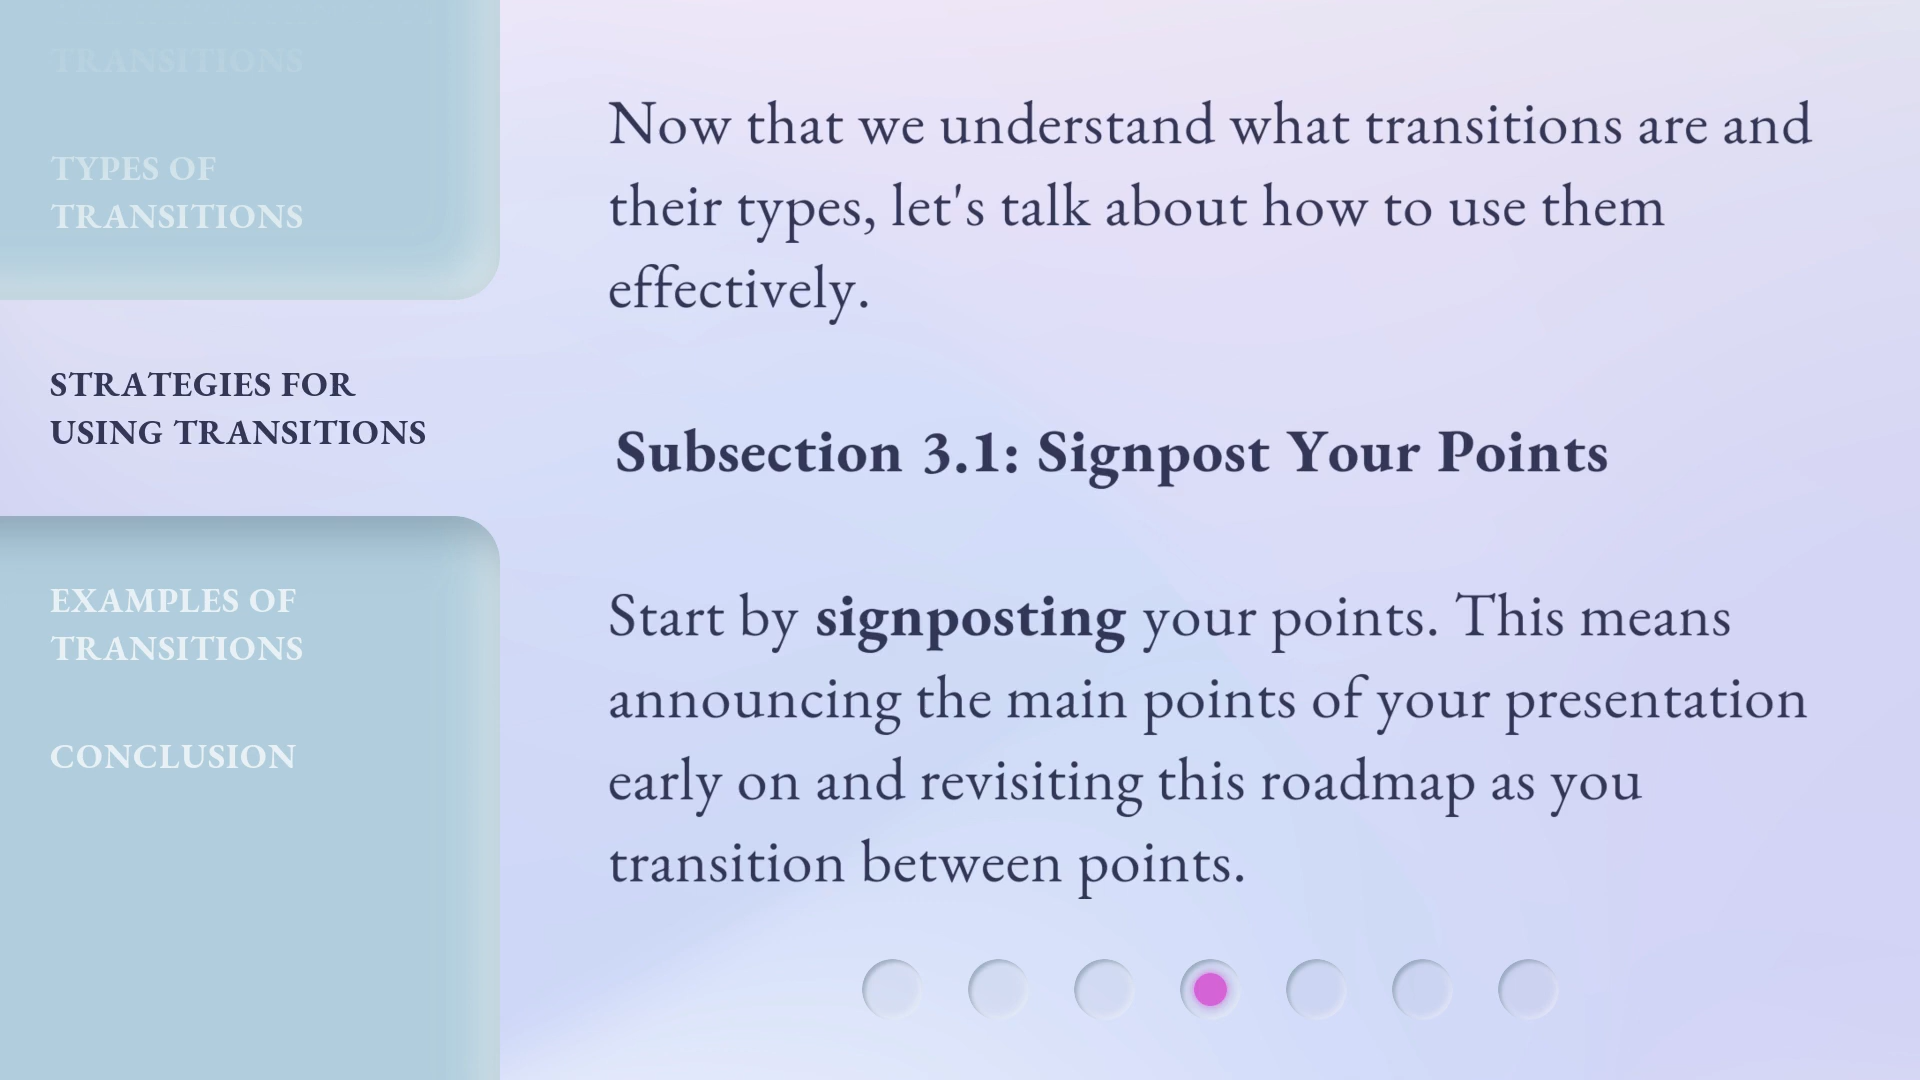 TRANSITIONS
TYPES OF
TRANSITIONS
STRATEGIES FOR
USING TRANSITIONS
EXAMPLES OF
TRANSITIONS
CONCLUSION
Now that we understand what transitions are and
their types, let's talk about how to use them
effectively.
Subsection 3.1: Signpost Your Points
Start by signposting your points. This means
announcing the main points of your presentation
early on and revisiting this roadmap as you
transition between points.